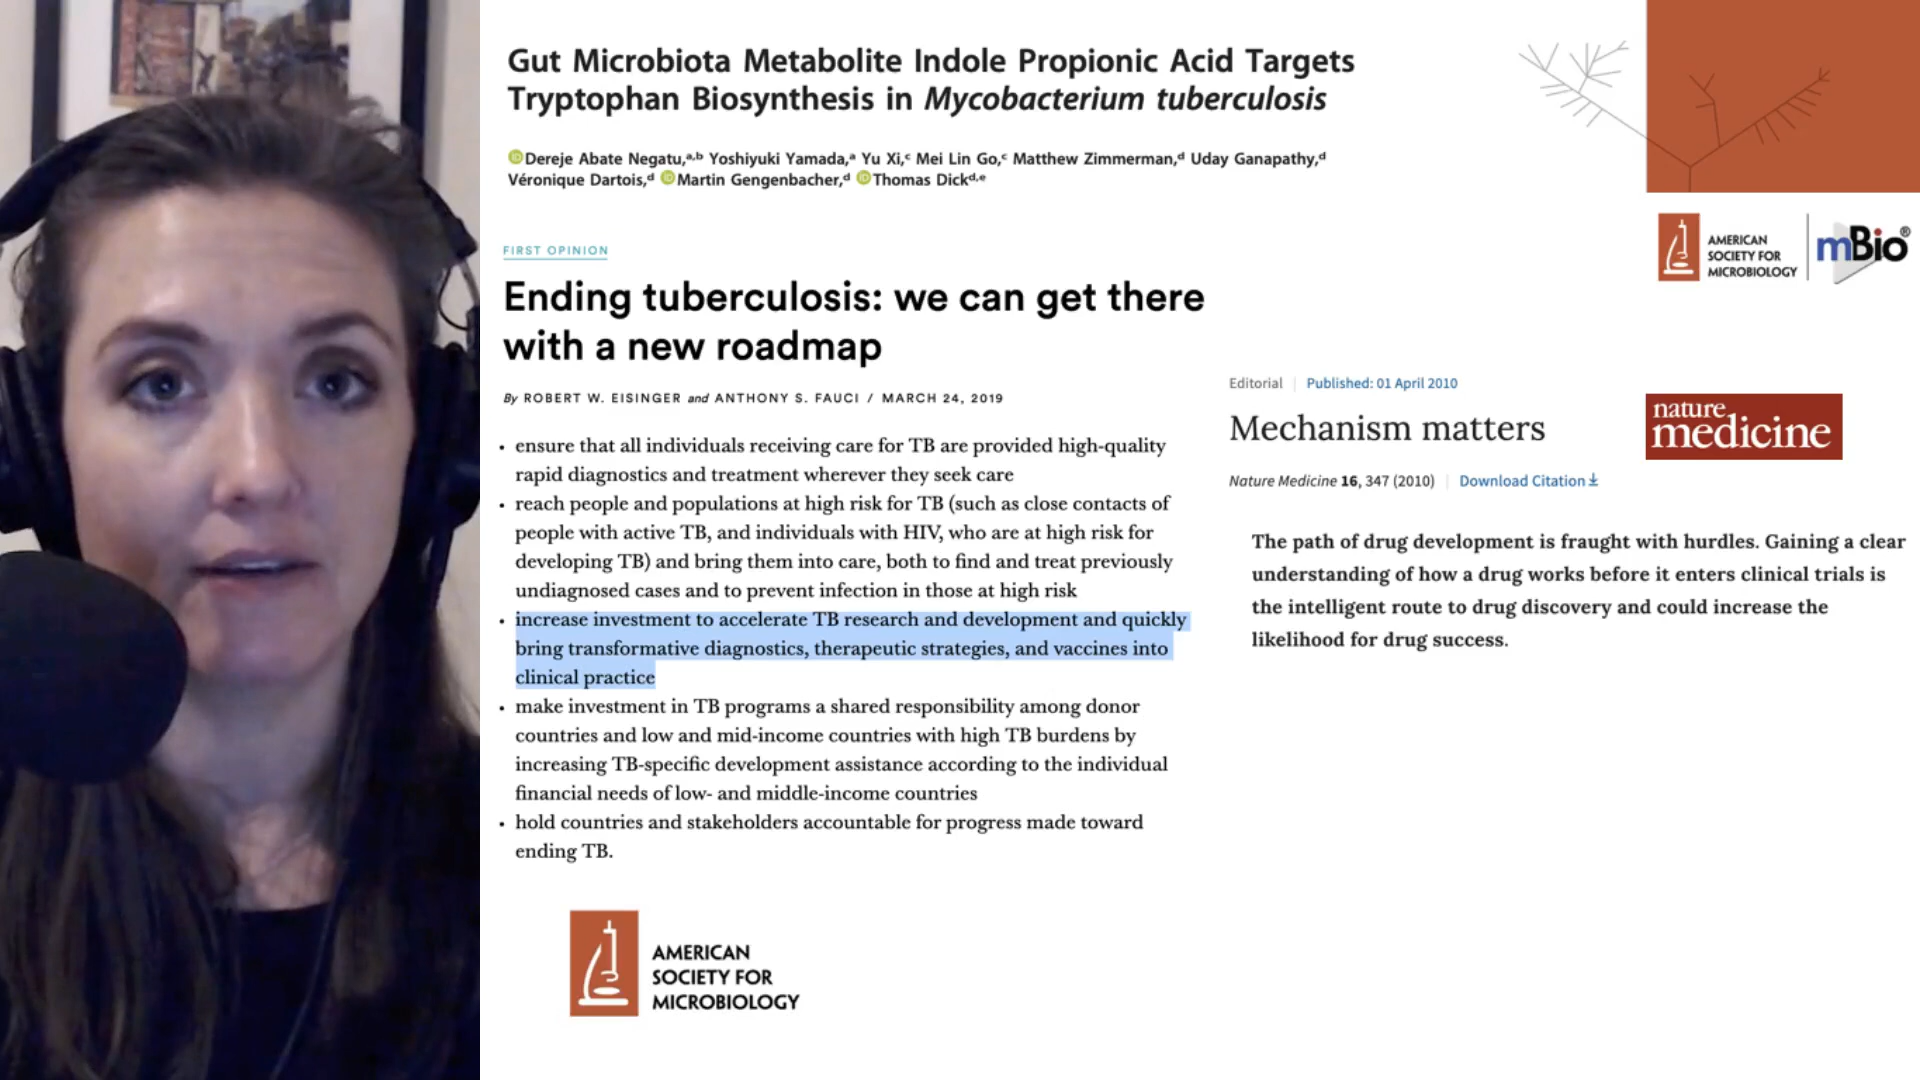 Gut Microbiota Metabolite Indole Propionic Acid Targets
Tryptophan Biosynthesis in Mycobacterium tuberculosis
Dereje Abate Negatu,a,b Yoshiyuki Yamada,a Yu Xi,c Mei Lin Go,c Matthew Zimmerman,d Uday Ganapathy,d
Véronique Dartois,d Martin Gengenbacher,d Thomas Dickd,e
AMERICAN
SOCIETY FOR
MICROBIOLOGY
mBio®
FIRST OPINION
Ending tuberculosis: we can get there
with a new roadmap
By ROBERT W. EISINGER and ANTHONY S. FAUCI / MARCH 24, 2019
• ensure that all individuals receiving care for TB are provided high-quality
rapid diagnostics and treatment wherever they seek care
• reach people and populations at high risk for TB (such as close contacts of
people with active TB, and individuals with HIV, who are at high risk for
developing TB) and bring them into care, both to find and treat previously
undiagnosed cases and to prevent infection in those at high risk
• increase investment to accelerate TB research and development and quickly
bring transformative diagnostics, therapeutic strategies, and vaccines into
clinical practice
• make investment in TB programs a shared responsibility among donor
countries and low and mid-income countries with high TB burdens by
increasing TB-specific development assistance according to the individual
financial needs of low- and middle-income countries
• hold countries and stakeholders accountable for progress made toward
ending TB.
Editorial | Published: 01 April 2010
Mechanism matters
nature
medicine
Nature Medicine 16, 347 (2010) | Download Citation
The path of drug development is fraught with hurdles. Gaining a clear
understanding of how a drug works before it enters clinical trials is
the intelligent route to drug discovery and could increase the
likelihood for drug success.
AMERICAN
SOCIETY FOR
MICROBIOLOGY